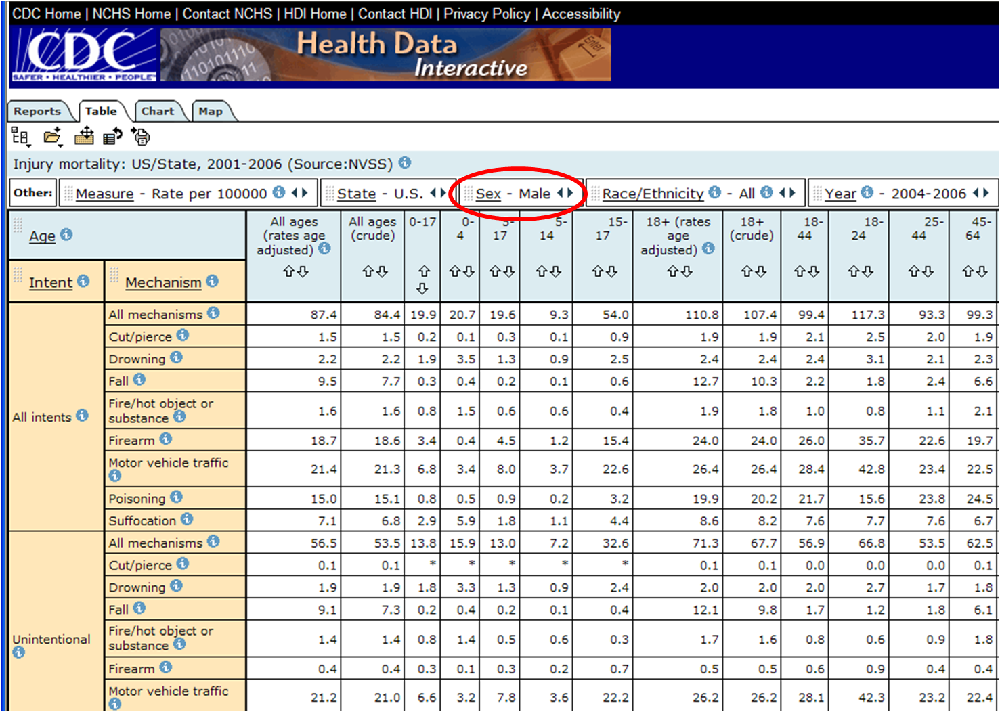 CDC Home | NCHS Home | Contact NCHS | HDI Home | Contact HDI | Privacy Policy | Accessibility
CDC
SAFER • HEALTHIER • PEOPLE™
Health Data
Interactive
Enter
Reports Table Chart Map
Injury mortality: US/State, 2001-2006 (Source:NVSS)
Other: Measure - Rate per 100000 State - U.S. Sex - Male Race/Ethnicity - All Year - 2004-2006
Age All ages (rates age adjusted) All ages (crude) 0-17 0-4 5-17 5-14 15-17 18+ (rates age adjusted) 18+ (crude) 18-44 18-24 25-44 45-64
Intent Mechanism
All intents
All mechanisms 87.4 84.4 19.9 20.7 19.6 9.3 54.0 110.8 107.4 99.4 117.3 93.3 99.3
Cut/pierce 1.5 1.5 0.2 0.1 0.3 0.1 0.9 1.9 1.9 2.1 2.5 2.0 1.9
Drowning 2.2 2.2 1.9 3.5 1.3 0.9 2.5 2.4 2.4 2.4 3.1 2.1 2.3
Fall 9.5 7.7 0.3 0.4 0.2 0.1 0.6 12.7 10.3 2.2 1.8 2.4 6.6
Fire/hot object or substance 1.6 1.6 0.8 1.5 0.6 0.6 0.4 1.9 1.8 1.0 0.8 1.1 2.1
Firearm 18.7 18.6 3.4 0.4 4.5 1.2 15.4 24.0 24.0 26.0 35.7 22.6 19.7
Motor vehicle traffic 21.4 21.3 6.8 3.4 8.0 3.7 22.6 26.4 26.4 28.4 42.8 23.4 22.5
Poisoning 15.0 15.1 0.8 0.5 0.9 0.2 3.2 19.9 20.2 21.7 15.6 23.8 24.5
Suffocation 7.1 6.8 2.9 5.9 1.8 1.1 4.4 8.6 8.2 7.6 7.7 7.6 6.7
Unintentional
All mechanisms 56.5 53.5 13.8 15.9 13.0 7.2 32.6 71.3 67.7 56.9 66.8 53.5 62.5
Cut/pierce 0.1 0.1 * * * * * 0.1 0.1 0.0 0.0 0.0 0.1
Drowning 1.9 1.9 1.8 3.3 1.3 0.9 2.4 2.0 2.0 2.0 2.7 1.7 1.8
Fall 9.1 7.3 0.2 0.4 0.2 0.1 0.4 12.1 9.8 1.7 1.2 1.8 6.1
Fire/hot object or substance 1.4 1.4 0.8 1.4 0.5 0.6 0.3 1.7 1.6 0.8 0.6 0.9 1.8
Firearm 0.4 0.4 0.3 0.1 0.3 0.2 0.7 0.5 0.5 0.6 0.9 0.4 0.4
Motor vehicle traffic 21.2 21.0 6.6 3.2 7.8 3.6 22.2 26.2 26.2 28.1 42.3 23.2 22.4